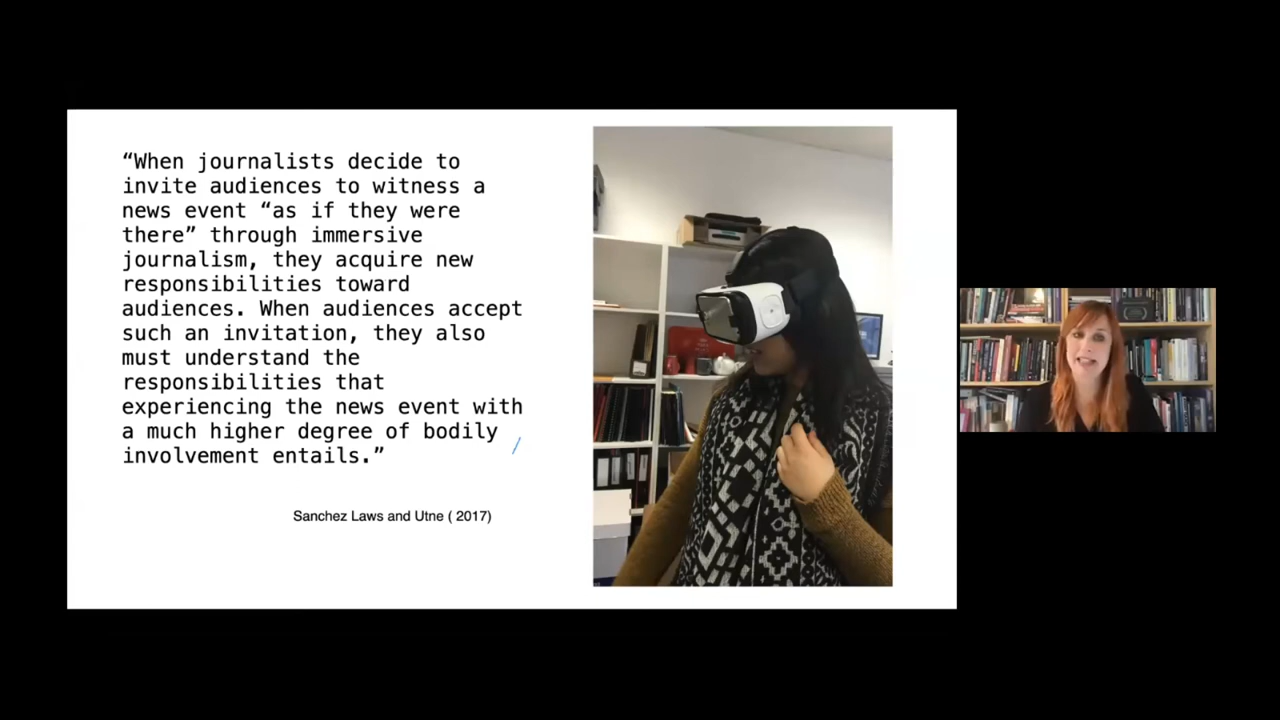 “When journalists decide to
invite audiences to witness a
news event “as if they were
there” through immersive
journalism, they acquire new
responsibilities toward
audiences. When audiences accept
such an invitation, they also
must understand the
responsibilities that
experiencing the news event with
a much higher degree of bodily
involvement entails.”
Sanchez Laws and Utne ( 2017)